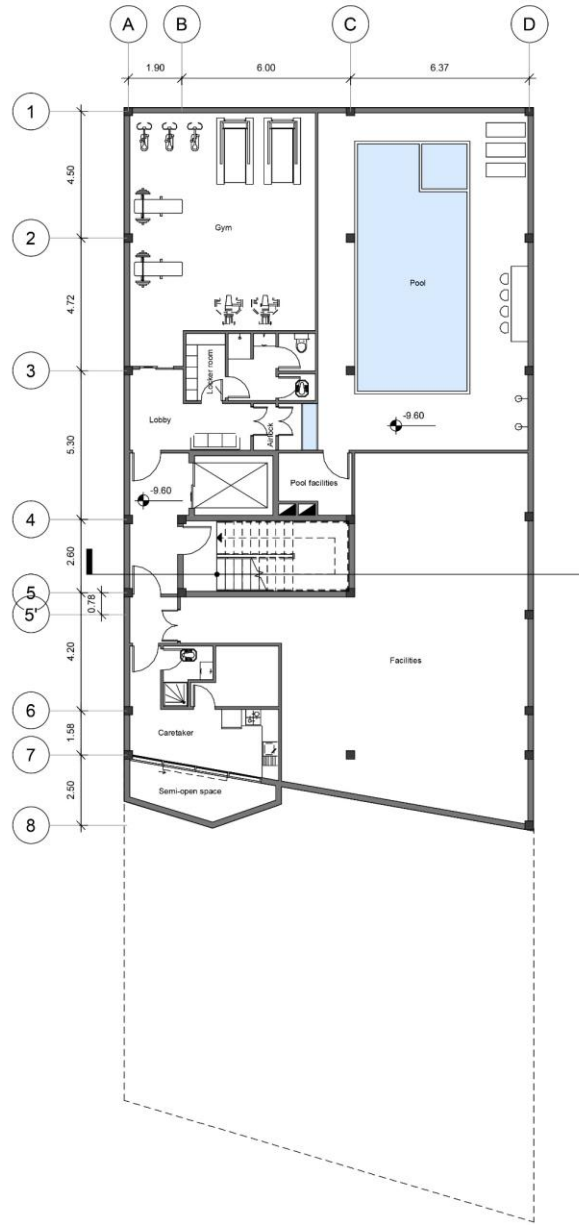 A B C D
1.90 6.00 6.37
1
4.50
2
Gym
Pool
4.72
3
Locker room
Lobby
Airlock
-9.60
5.30
Pool facilities
-9.60
4
2.60
5
0.78
5'
4.20
Facilities
6
Caretaker
1.58
7
Semi-open space
2.50
8